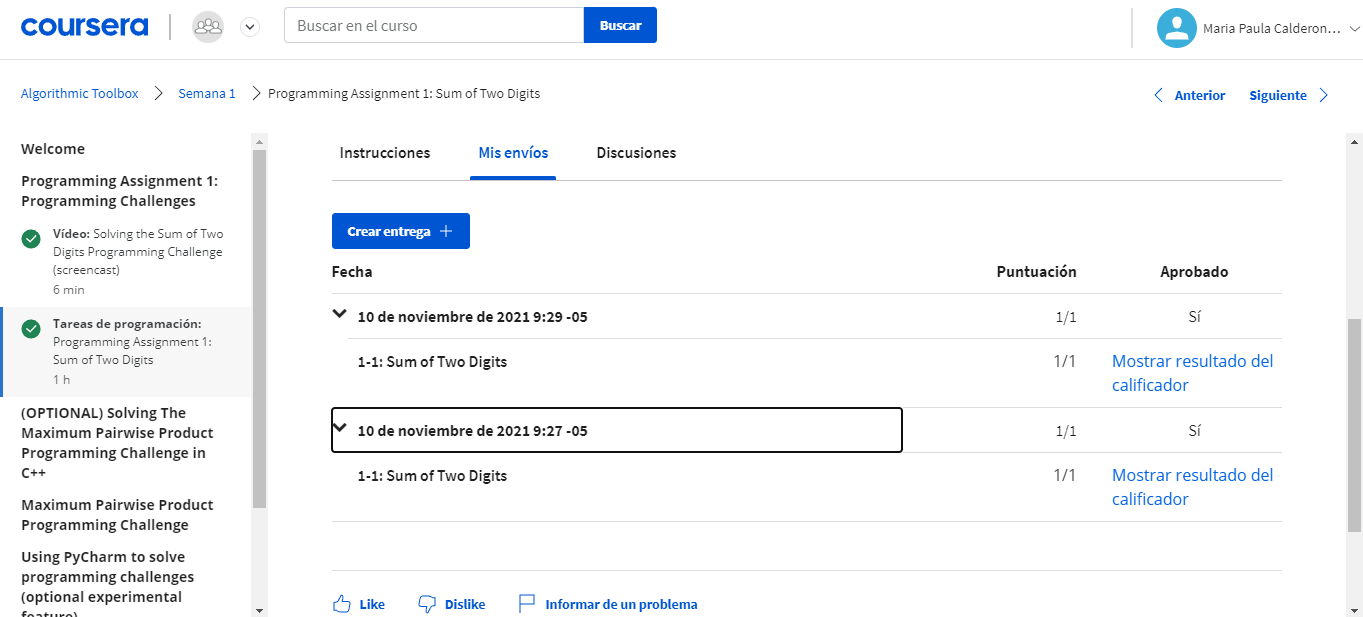 coursera
Buscar en el curso
Buscar
Maria Paula Calderon...
Algorithmic Toolbox
Semana 1
Programming Assignment 1: Sum of Two Digits
Anterior
Siguiente
Welcome
Programming Assignment 1:
Programming Challenges
Vídeo: Solving the Sum of Two
Digits Programming Challenge
(screencast)
6 min
Tareas de programación:
Programming Assignment 1:
Sum of Two Digits
1 h
(OPTIONAL) Solving The
Maximum Pairwise Product
Programming Challenge in
C++
Maximum Pairwise Product
Programming Challenge
Using PyCharm to solve
programming challenges
(optional experimental
feature)
Instrucciones
Mis envíos
Discusiones
Crear entrega
Fecha Puntuación Aprobado
10 de noviembre de 2021 9:29 -05 1/1 Sí
1-1: Sum of Two Digits 1/1 Mostrar resultado del
calificador
10 de noviembre de 2021 9:27 -05 1/1 Sí
1-1: Sum of Two Digits 1/1 Mostrar resultado del
calificador
Like
Dislike
Informar de un problema